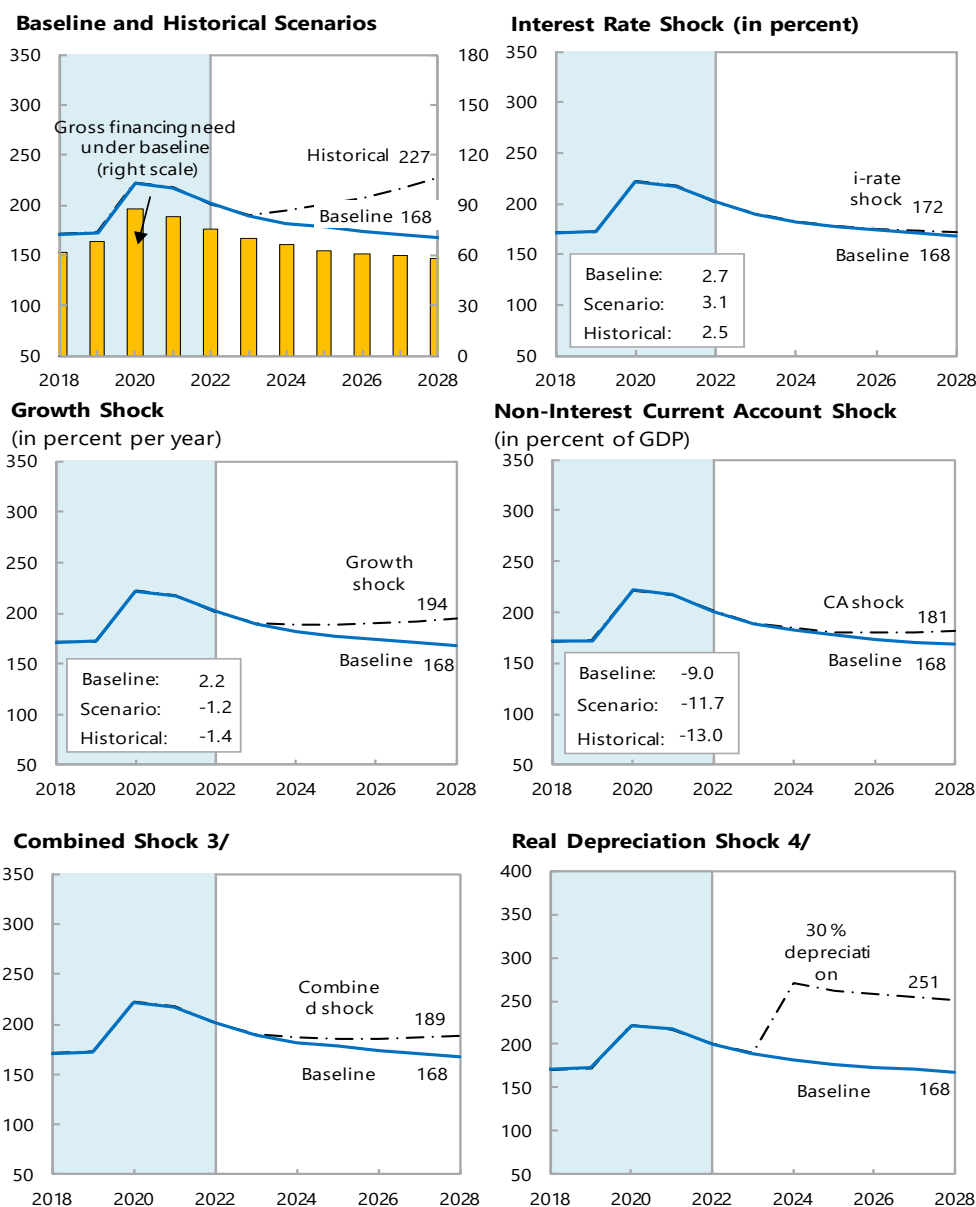 Baseline and Historical Scenarios
350
300
250
200
150
100
50
180
150
120
90
60
30
0
Gross financing need
under baseline
(right scale)
Historical 227
Baseline 168
2018 2020 2022 2024 2026 2028
Interest Rate Shock (in percent)
350
300
250
200
150
100
50
i-rate
shock
172
Baseline 168
Baseline: 2.7
Scenario: 3.1
Historical: 2.5
2018 2020 2022 2024 2026 2028
Growth Shock
(in percent per year)
350
300
250
200
150
100
50
Growth
shock
194
Baseline 168
Baseline: 2.2
Scenario: -1.2
Historical: -1.4
2018 2020 2022 2024 2026 2028
Non-Interest Current Account Shock
(in percent of GDP)
350
300
250
200
150
100
50
CA shock 181
Baseline 168
Baseline: -9.0
Scenario: -11.7
Historical: -13.0
2018 2020 2022 2024 2026 2028
Combined Shock 3/
350
300
250
200
150
100
50
Combine
d shock
189
Baseline 168
2018 2020 2022 2024 2026 2028
Real Depreciation Shock 4/
400
350
300
250
200
150
100
50
30 %
depreciati
on
251
Baseline 168
2018 2020 2022 2024 2026 2028